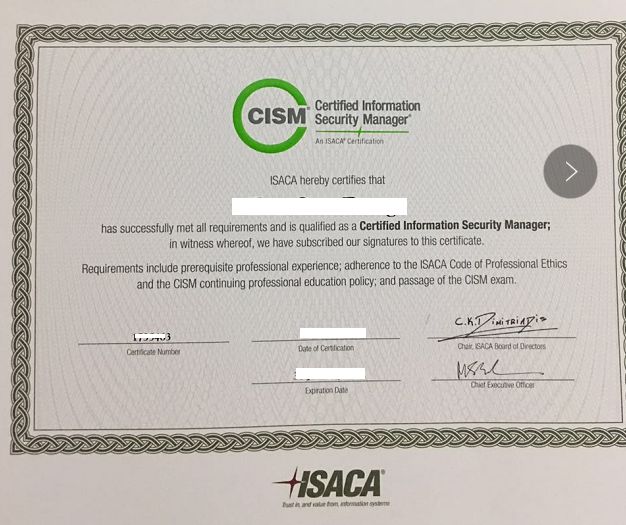 CISM®
Certified Information
Security Manager®
An ISACA® Certification
ISACA hereby certifies that
has successfully met all requirements and is qualified as a Certified Information Security Manager;
in witness whereof, we have subscribed our signatures to this certificate.
Requirements include prerequisite professional experience; adherence to the ISACA Code of Professional Ethics
and the CISM continuing professional education policy; and passage of the CISM exam.
C.K. Dimitriadis
Certificate Number
Date of Certification
Chair, ISACA Board of Directors
Expiration Date
Chief Executive Officer
ISACA®
Trust in, and value from, information systems